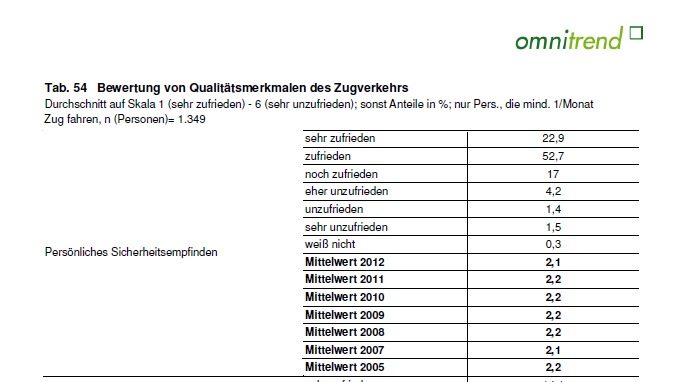 omnitrend
Tab. 54 Bewertung von Qualitätsmerkmalen des Zugverkehrs
Durchschnitt auf Skala 1 (sehr zufrieden) - 6 (sehr unzufrieden); sonst Anteile in %; nur Pers., die mind. 1/Monat
Zug fahren, n (Personen)= 1.349
Persönliches Sicherheitsempfinden
sehr zufrieden 22,9
zufrieden 52,7
noch zufrieden 17
eher unzufrieden 4,2
unzufrieden 1,4
sehr unzufrieden 1,5
weiß nicht 0,3
Mittelwert 2012 2,1
Mittelwert 2011 2,2
Mittelwert 2010 2,2
Mittelwert 2009 2,2
Mittelwert 2008 2,2
Mittelwert 2007 2,1
Mittelwert 2005 2,2